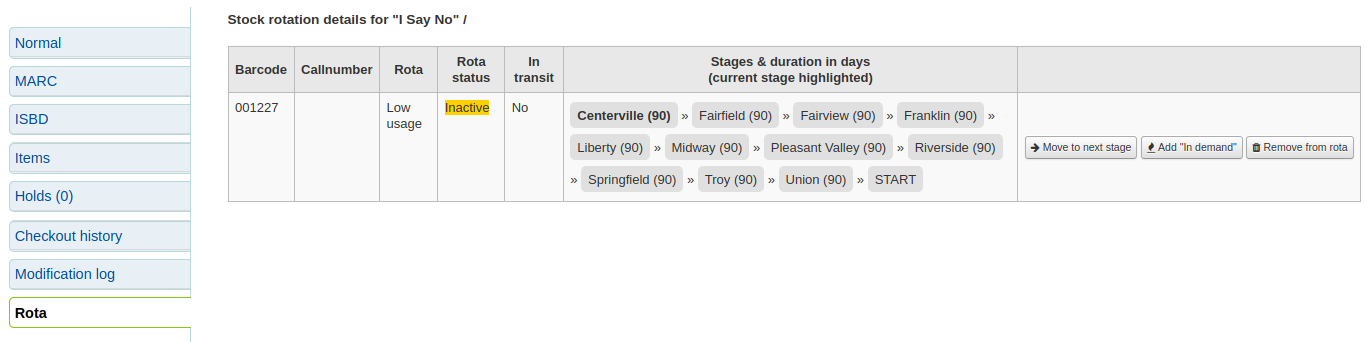 Stock rotation details for "I Say No" /
Normal
MARC
ISBD
Items
Holds (0)
Checkout history
Modification log
Rota
Barcode Callnumber Rota Rota status In transit Stages & duration in days (current stage highlighted)
001227 Low usage Inactive No
Centerville (90) » Fairfield (90) » Fairview (90) » Franklin (90) »
Liberty (90) » Midway (90) » Pleasant Valley (90) » Riverside (90)
» Springfield (90) » Troy (90) » Union (90) » START
Move to next stage Add "In demand" Remove from rota